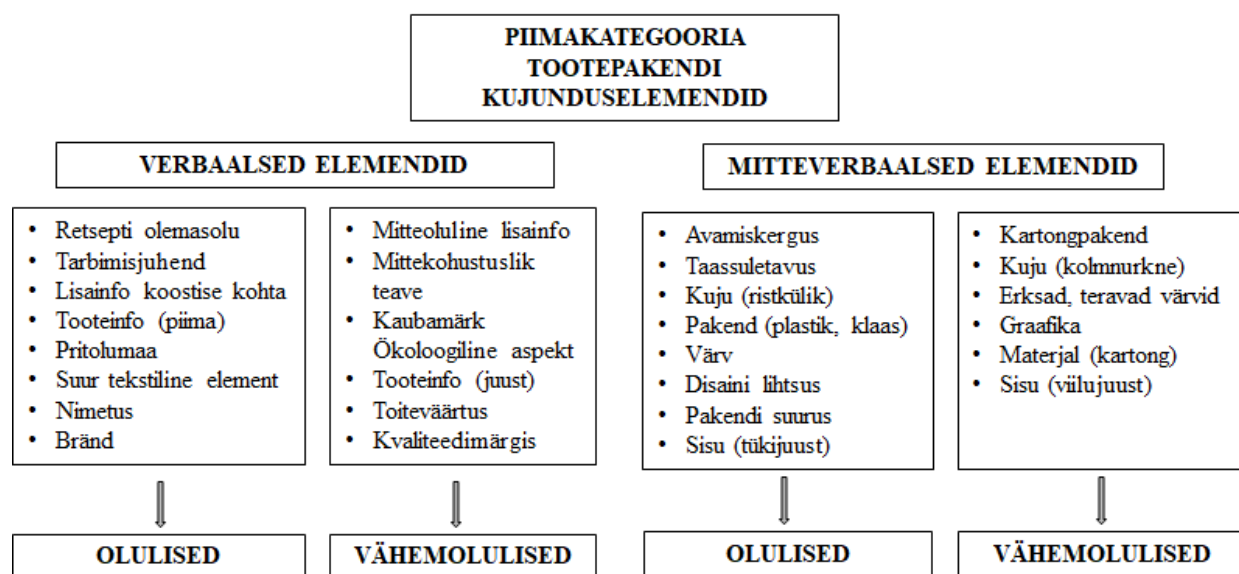 PIIMAKATEGOORIA
TOOTEPAKENDI
KUJUNDUSELEMENDID
VERBAALSED ELEMENDID
MITTEVERBAALSED ELEMENDID
• Retsepti olemasolu
• Tarbimisjuhend
• Lisainfo koostise kohta
• Tooteinfo (piima)
• Pritolumaa
• Suur tekstiline element
• Nimetus
• Bränd
• Mitteoluline lisainfo
• Mittekohustuslik
teave
• Kaubamärk
Ökoloogiline aspekt
• Tooteinfo (juust)
• Toiteväärtus
• Kvaliteedimärgis
• Avamiskergus
• Taassuletavus
• Kuju (ristkülik)
• Pakend (plastik, klaas)
• Värv
• Disaini lihtsus
• Pakendi suurus
• Sisu (tükijuust)
• Kartongpakend
• Kuju (kolmnurkne)
• Erksad, teravad värvid
• Graafika
• Materjal (kartong)
• Sisu (viilujuust)
OLULISED
VÄHEMOLULISED
OLULISED
VÄHEMOLULISED